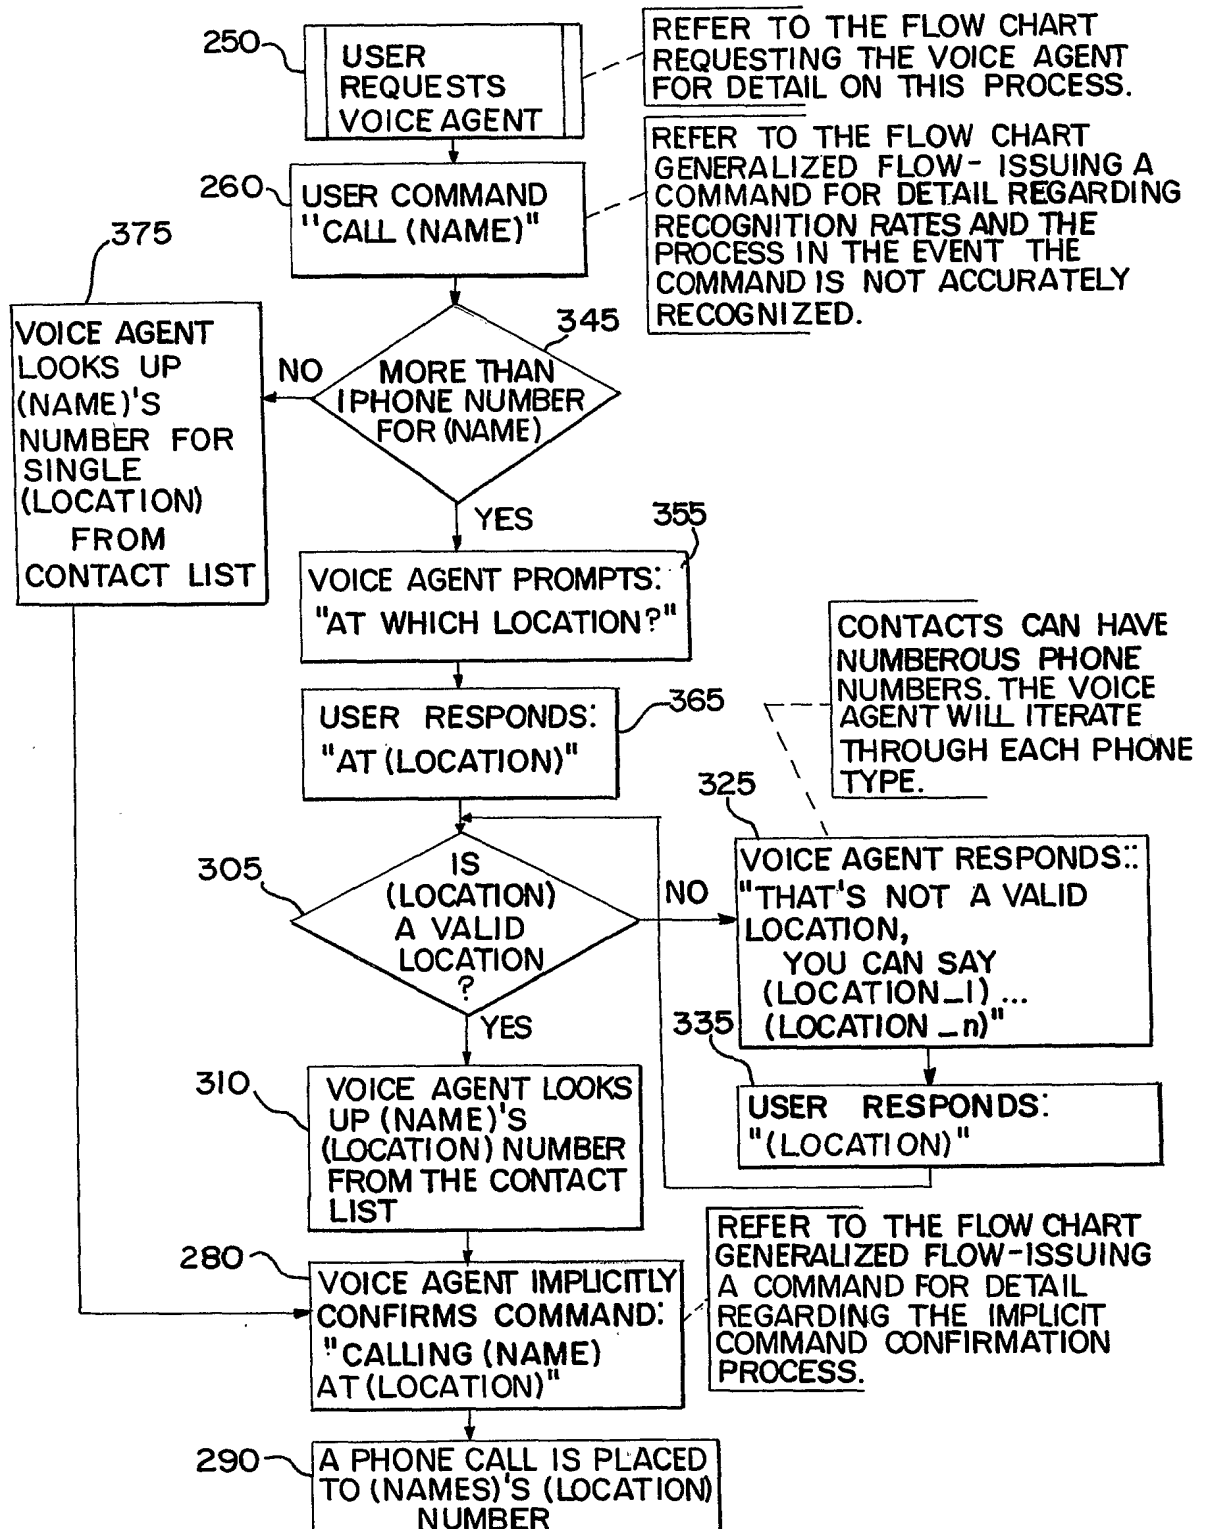 250
USER
REQUESTS
VOICE AGENT
REFER TO THE FLOW CHART
REQUESTING THE VOICE AGENT
FOR DETAIL ON THIS PROCESS.
260
USER COMMAND
"CALL (NAME)"
REFER TO THE FLOW CHART
GENERALIZED FLOW- ISSUING A
COMMAND FOR DETAIL REGARDING
RECOGNITION RATES AND THE
PROCESS IN THE EVENT THE
COMMAND IS NOT ACCURATELY
RECOGNIZED.
375
VOICE AGENT
LOOKS UP
(NAME)'S
NUMBER FOR
SINGLE
(LOCATION)
FROM
CONTACT LIST
NO
345
MORE THAN
1 PHONE NUMBER
FOR (NAME)
YES
355
VOICE AGENT PROMPTS:
"AT WHICH LOCATION?"
365
USER RESPONDS:
"AT (LOCATION)"
CONTACTS CAN HAVE
NUMBEROUS PHONE
NUMBERS. THE VOICE
AGENT WILL ITERATE
THROUGH EACH PHONE
TYPE.
305
IS
(LOCATION)
A VALID
LOCATION
?
NO
YES
325
VOICE AGENT RESPONDS::
"THAT'S NOT A VALID
LOCATION,
YOU CAN SAY
(LOCATION_1)...
(LOCATION_n)"
335
USER RESPONDS:
"(LOCATION)"
310
VOICE AGENT LOOKS
UP (NAME)'S
(LOCATION) NUMBER
FROM THE CONTACT
LIST
280
VOICE AGENT IMPLICITLY
CONFIRMS COMMAND:
"CALLING (NAME)
AT (LOCATION)"
REFER TO THE FLOW CHART
GENERALIZED FLOW-ISSUING
A COMMAND FOR DETAIL
REGARDING THE IMPLICIT
COMMAND CONFIRMATION
PROCESS.
290
A PHONE CALL IS PLACED
TO (NAMES)'S (LOCATION)
NUMBER